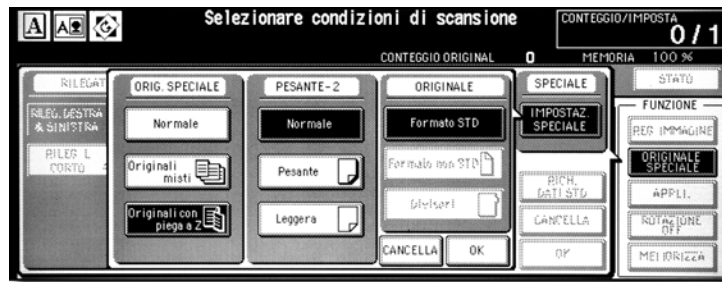 Selezionare condizioni di scansione
CONTEGGIO/IMPOSTA
0 / 1
CONTEGGIO ORIGINAL 0 MEMORIA 100 %
RILEGAT
ORIG. SPECIALE
PESANTE-2
ORIGINALE
SPECIALE
STATO
RILEG. DESTRA
& SINISTRA
RILEG L
CORTO
Normale
Originali
misti
Originali con
piega a Z
Normale
Pesante
Leggera
Formato STD
Formato non STD
Divisori
CANCELLA
OK
IMPOSTAZ.
SPECIALE
RICH.
DATI STD
CANCELLA
OK
FUNZIONE
REG IMMAGINE
ORIGINALE
SPECIALE
APPLI.
ROTAZIONE
OFF
MEMORIZZA